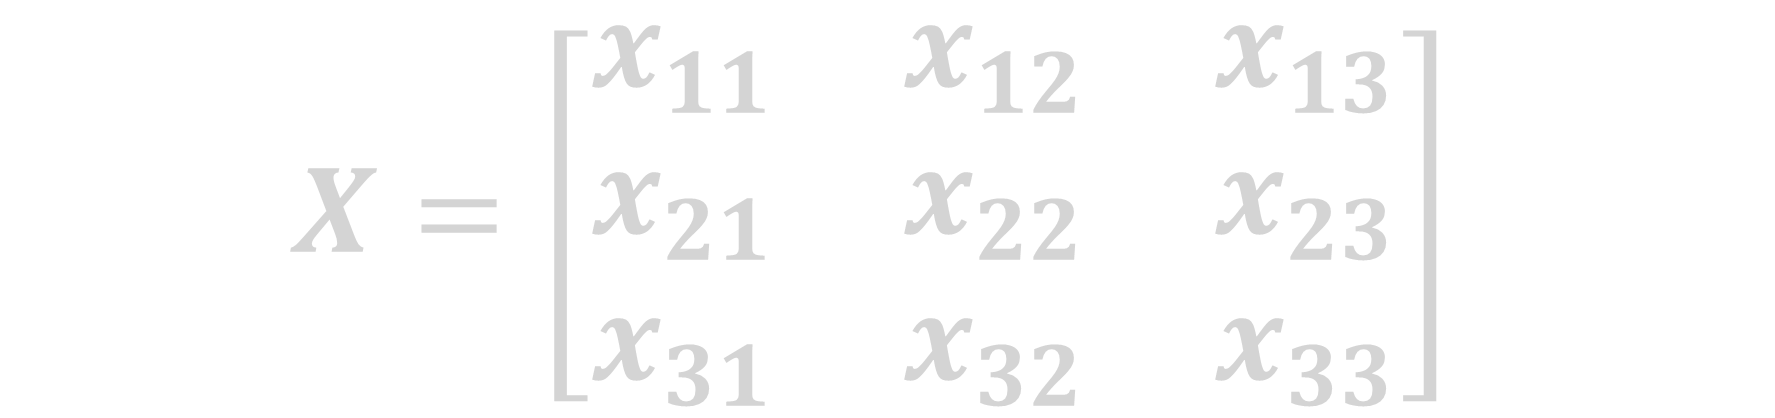 x₁₁ x₁₂ x₁₃
X = x₂₁ x₂₂ x₂₃
x₃₁ x₃₂ x₃₃